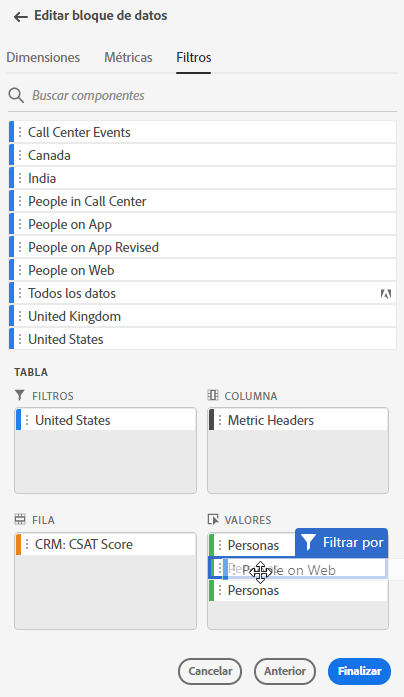 Editar bloque de datos
Dimensiones Métricas Filtros
Buscar componentes
Call Center Events
Canada
India
People in Call Center
People on App
People on App Revised
People on Web
Todos los datos
United Kingdom
United States
TABLA
FILTROS
United States
COLUMNA
Metric Headers
FILA
CRM: CSAT Score
VALORES
Personas
Filtrar por
People on Web
Personas
Cancelar Anterior Finalizar